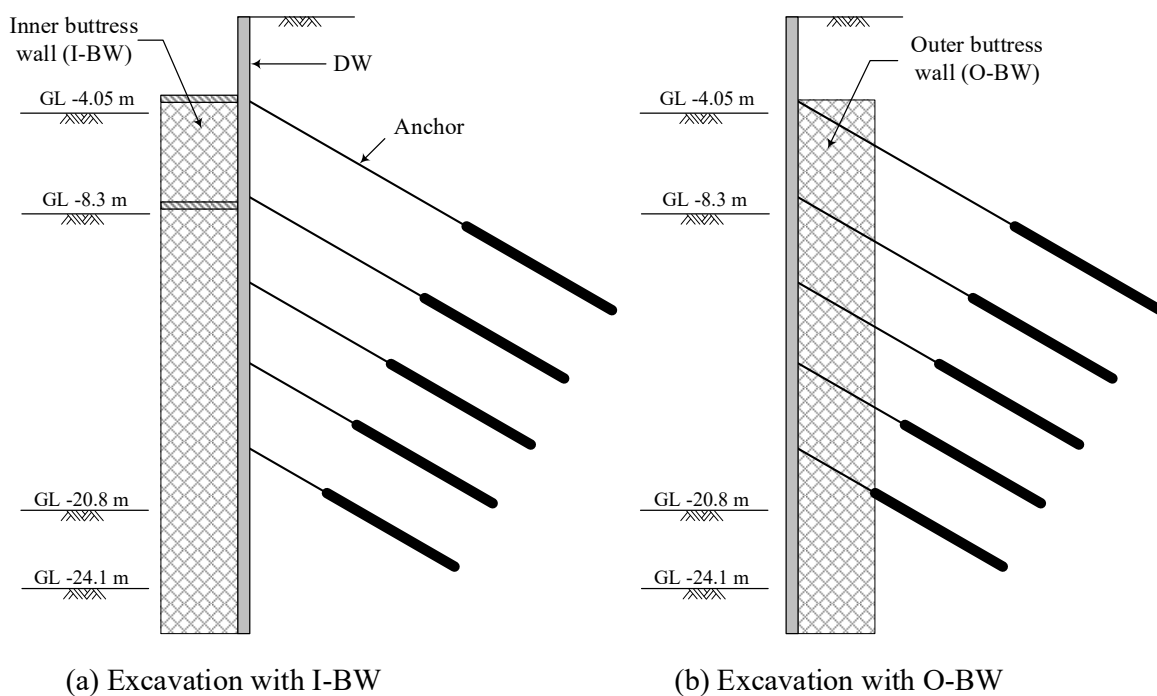 Inner buttress
wall (I-BW)
DW
GL -4.05 m
Anchor
GL -8.3 m
GL -20.8 m
GL -24.1 m
(a) Excavation with I-BW
Outer buttress
wall (O-BW)
GL -4.05 m
GL -8.3 m
GL -20.8 m
GL -24.1 m
(b) Excavation with O-BW